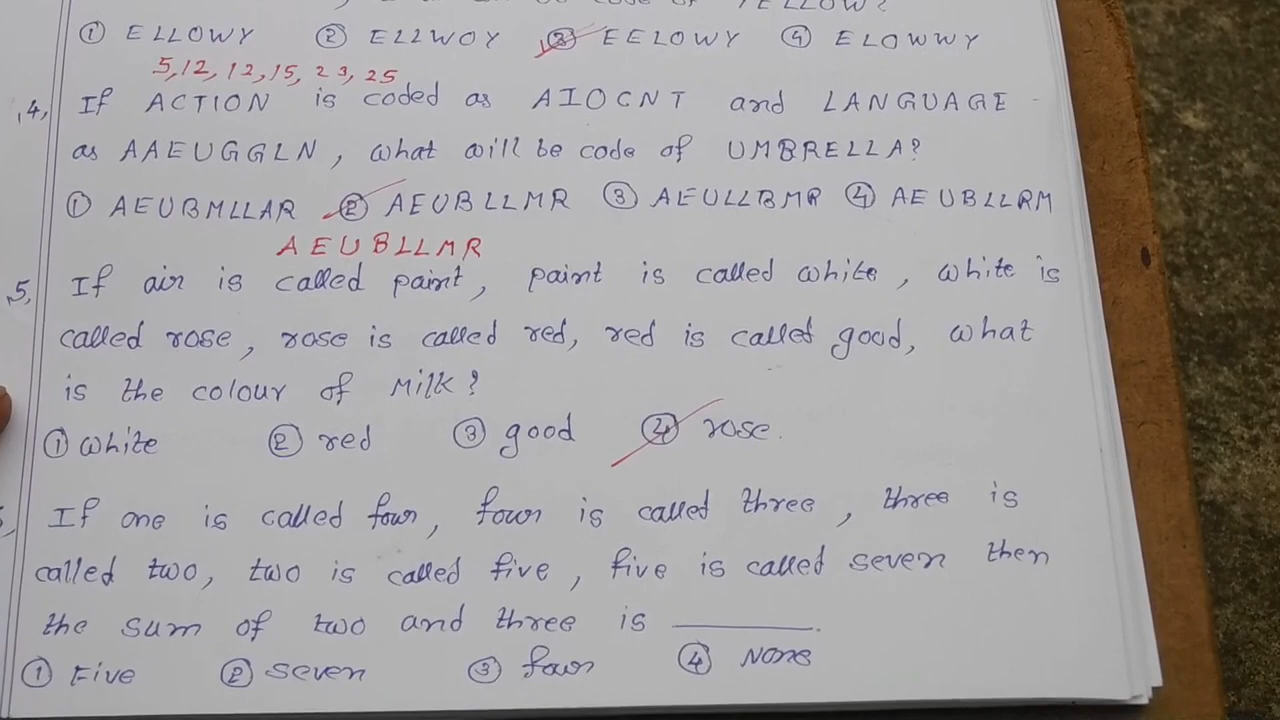 code of YELLOW?
① ELLOWY ② ELLWOY ③ EELOWY ④ ELOWWY
5,12,12,15,23,25
14, If ACTION is coded as AIOCNT and LANGUAGE
as AAEUGGLN, what will be code of UMBRELLA?
① AEUBMLLAR ② AEUBLLMR ③ AEULLBMR ④ AEUBLLRM
AEUBLLMR
5, If air is called paint, paint is called white, white is
called rose, rose is called red, red is called good, what
is the colour of milk?
① white ② red ③ good ④ rose.
If one is called four, four is called three, three is
called two, two is called five, five is called seven then
the sum of two and three is ______.
① Five ② seven ③ four ④ None